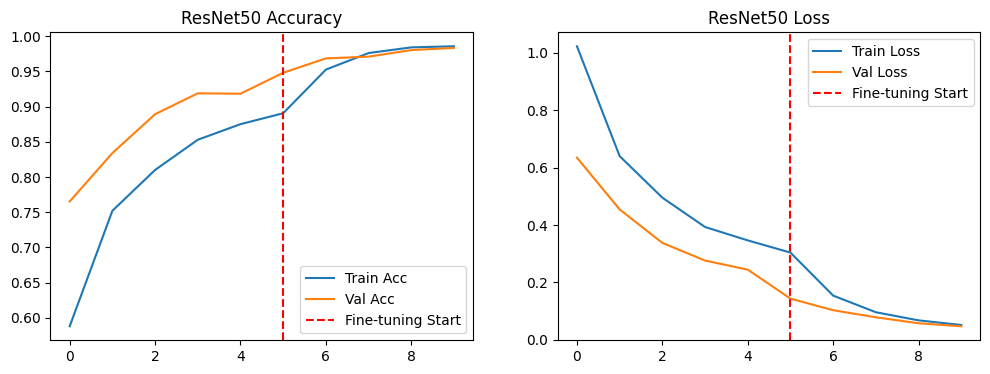 ResNet50 Accuracy
1.00
0.95
0.90
0.85
0.80
0.75
0.70
0.65
0.60
0 2 4 6 8
Train Acc
Val Acc
Fine-tuning Start
ResNet50 Loss
1.0
0.8
0.6
0.4
0.2
0.0
0 2 4 6 8
Train Loss
Val Loss
Fine-tuning Start